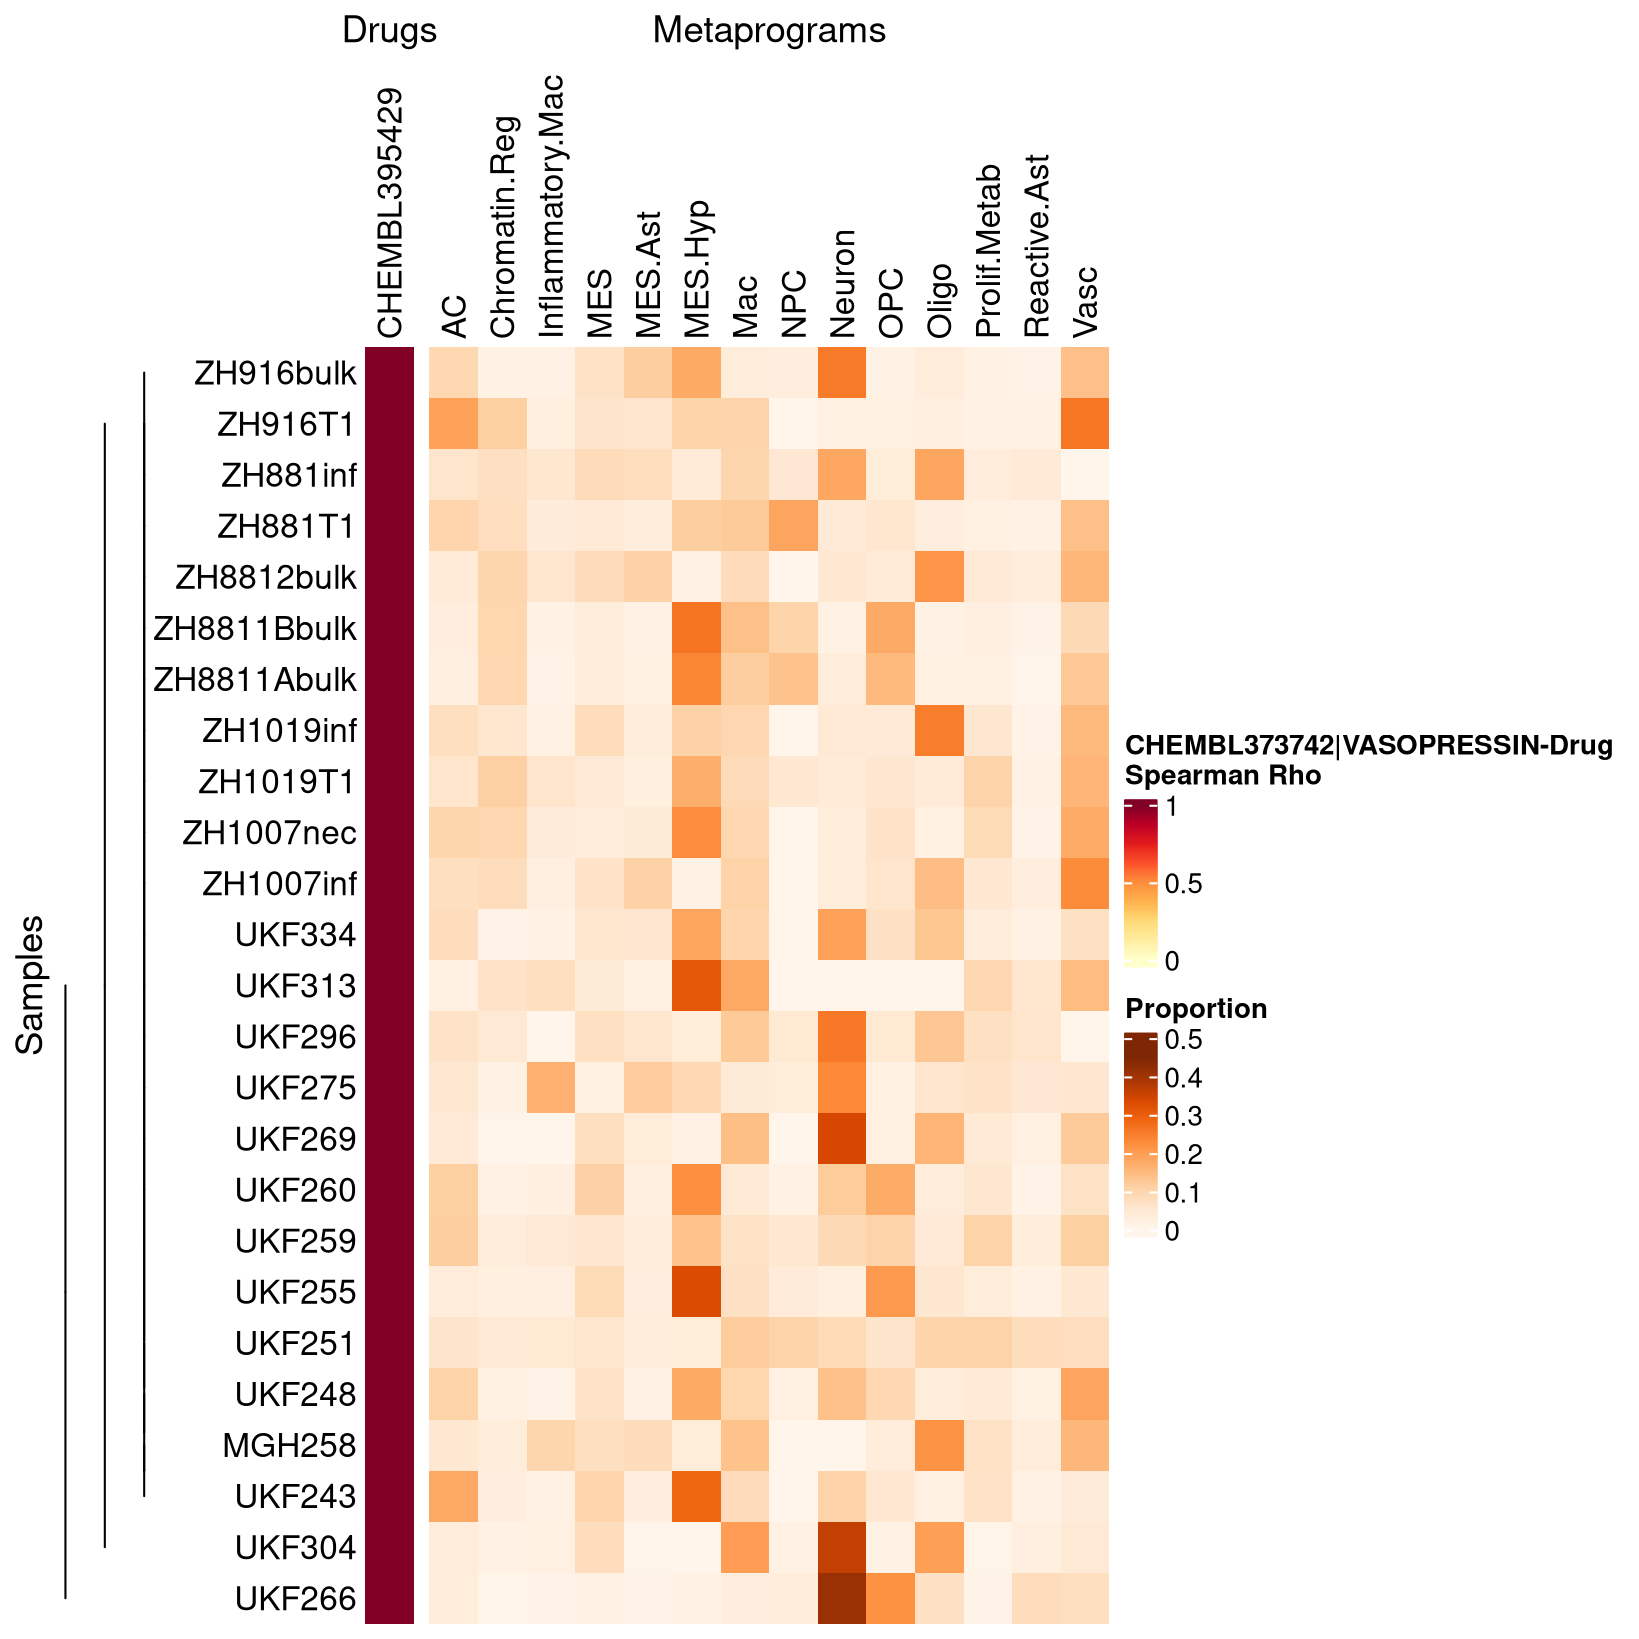 Drugs
Metaprograms
CHEMBL395429
AC
Chromatin.Reg
Inflammatory.Mac
MES
MES.Ast
MES.Hyp
Mac
NPC
Neuron
OPC
Oligo
Prolif.Metab
Reactive.Ast
Vasc
Samples
ZH916bulk
ZH916T1
ZH881inf
ZH881T1
ZH8812bulk
ZH8811Bbulk
ZH8811Abulk
ZH1019inf
ZH1019T1
ZH1007nec
ZH1007inf
UKF334
UKF313
UKF296
UKF275
UKF269
UKF260
UKF259
UKF255
UKF251
UKF248
MGH258
UKF243
UKF304
UKF266
CHEMBL373742|VASOPRESSIN-Drug
Spearman Rho
1
0.5
0
Proportion
0.5
0.4
0.3
0.2
0.1
0